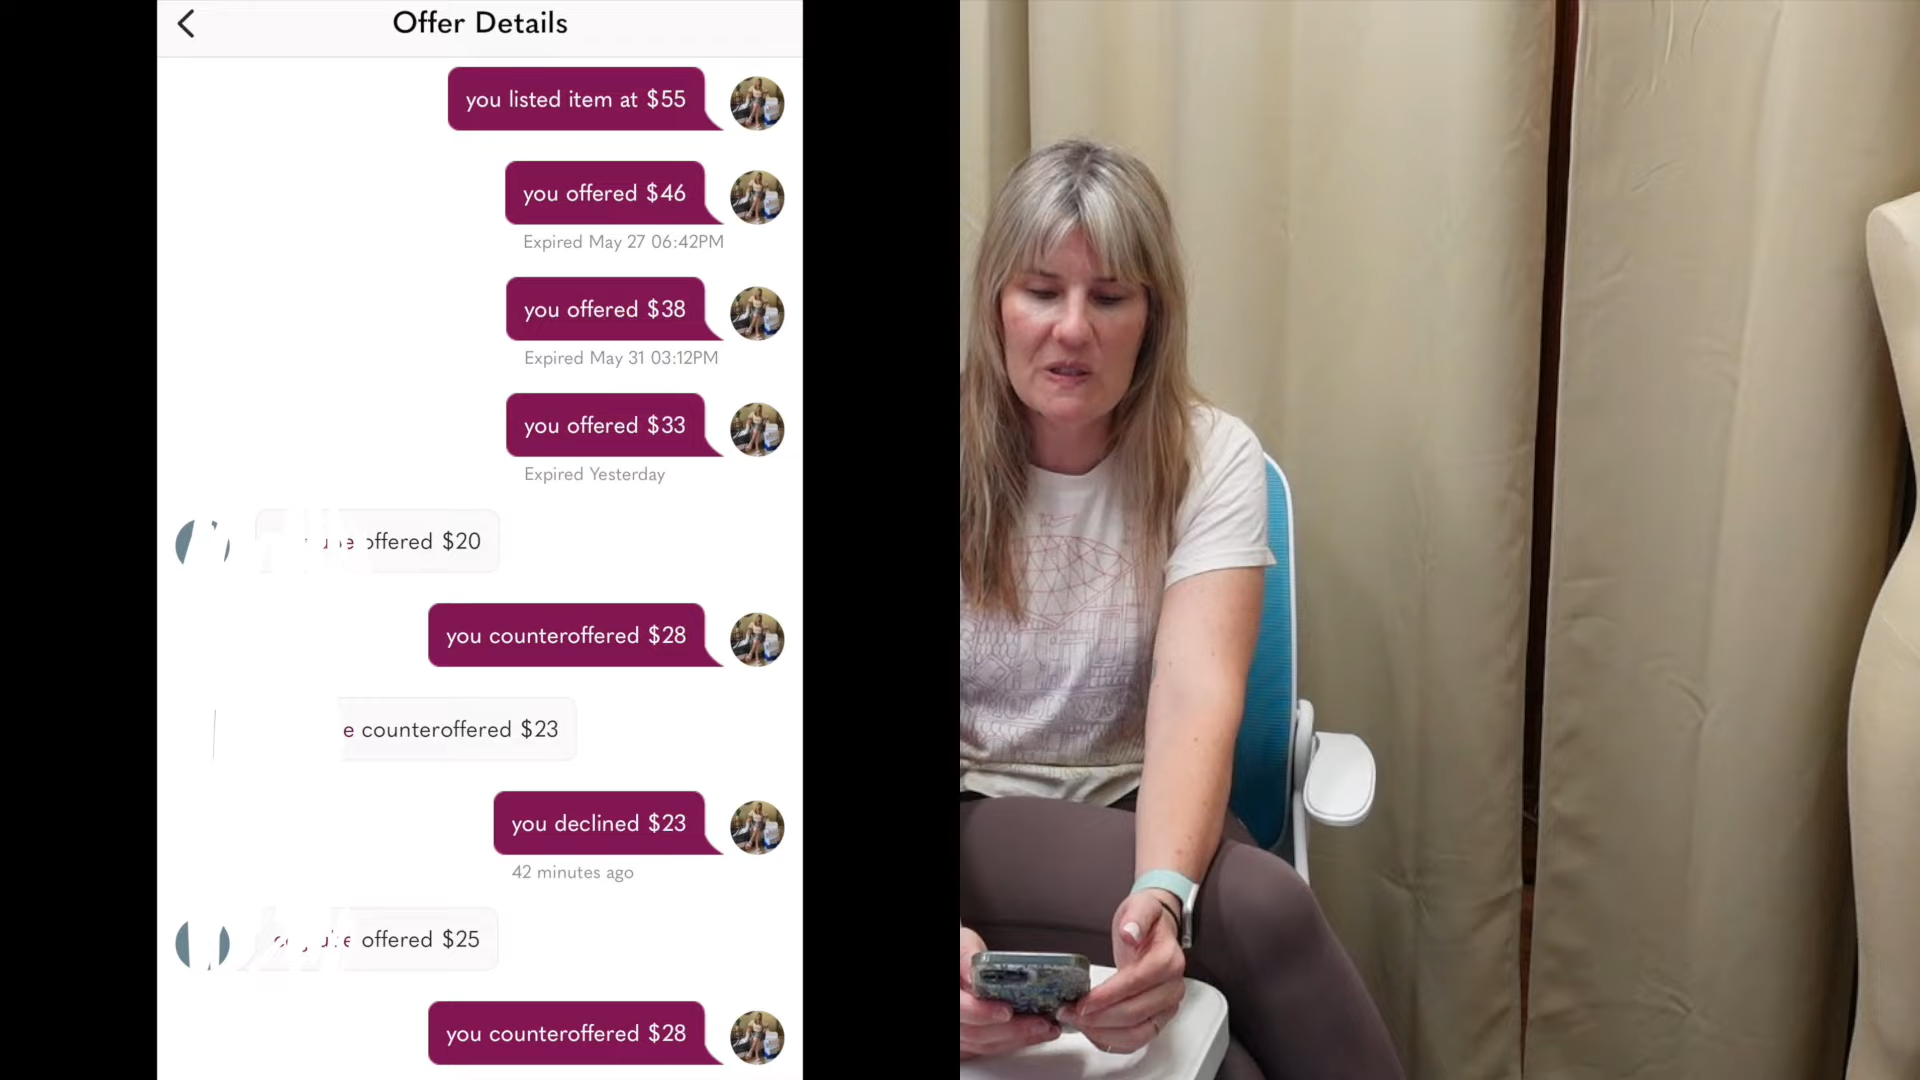 Offer Details
you listed item at $55
you offered $46
Expired May 27 06:42PM
you offered $38
Expired May 31 03:12PM
you offered $33
Expired Yesterday
offered $20
you counteroffered $28
counteroffered $23
you declined $23
42 minutes ago
offered $25
you counteroffered $28